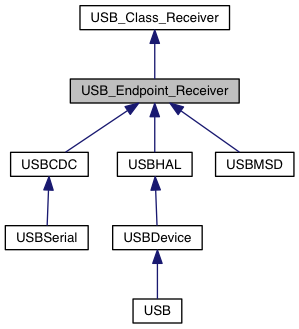 USB_Class_Receiver
USB_Endpoint_Receiver
USBCDC
USBHAL
USBMSD
USBSerial
USBDevice
USB